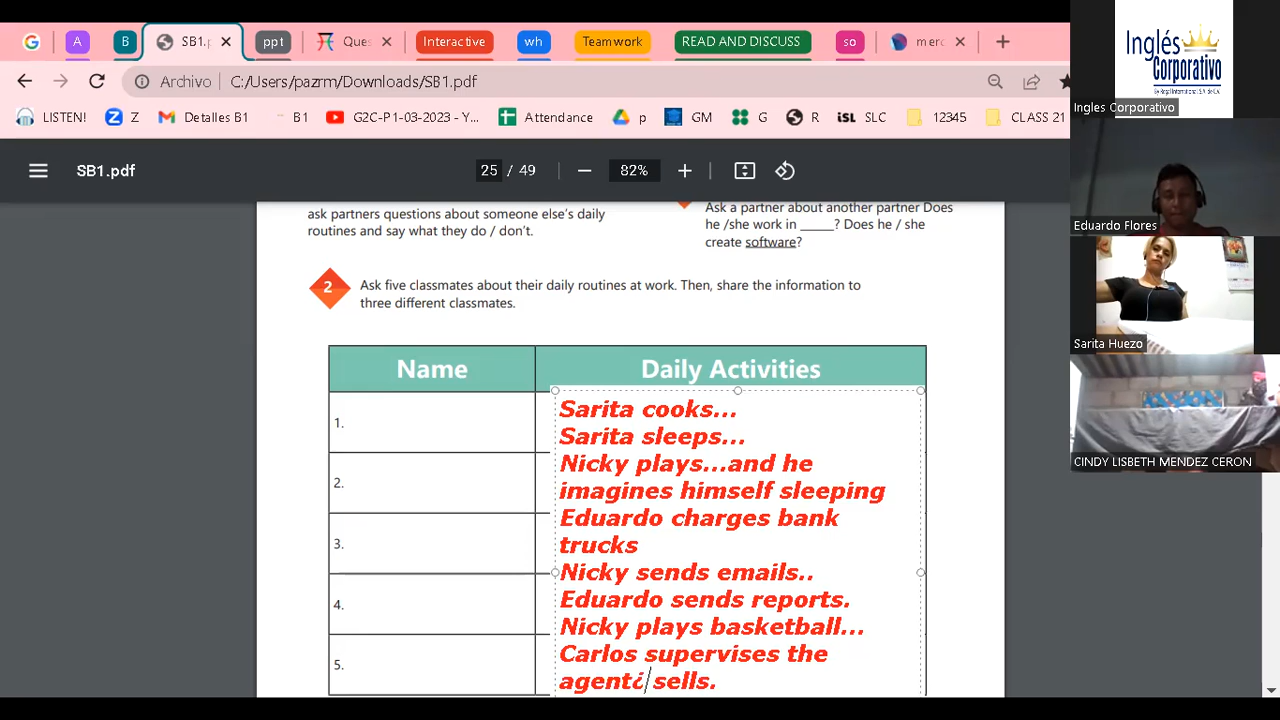 A
B
SB1.p
ppt
Ques
Interactive
wh
Teamwork
READ AND DISCUSS
so
merc
Archivo
C:/Users/pazrm/Downloads/SB1.pdf
LISTEN!
Z
Detalles B1
B1
G2C-P1-03-2023 - Y...
Attendance
p
GM
G
R
iSL
SLC
12345
CLASS 21
SB1.pdf
25 / 49
82%
ask partners questions about someone else's daily
routines and say what they do / don't.
Ask a partner about another partner Does
he /she work in _____? Does he / she
create software?
2
Ask five classmates about their daily routines at work. Then, share the information to
three different classmates.
Name
Daily Activities
1.
2.
3.
4.
5.
Sarita cooks...
Sarita sleeps...
Nicky plays...and he
imagines himself sleeping
Eduardo charges bank
trucks
Nicky sends emails..
Eduardo sends reports.
Nicky plays basketball...
Carlos supervises the
agent¿ sells.
Inglés
Corporativo
Ingles Corporativo
Eduardo Flores
Sarita Huezo
CINDY LISBETH MENDEZ CERON